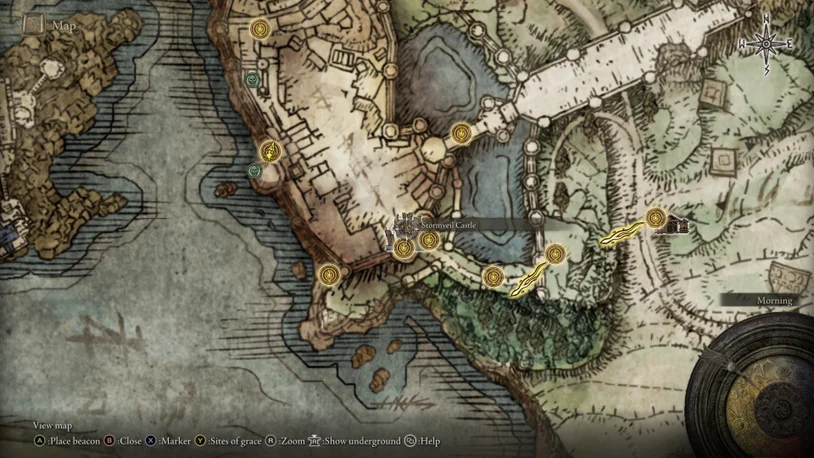 Map
N
W E
S
Stormveil Castle
Morning
View map
A :Place beacon B :Close X :Marker Y :Sites of grace R :Zoom :Show underground :Help